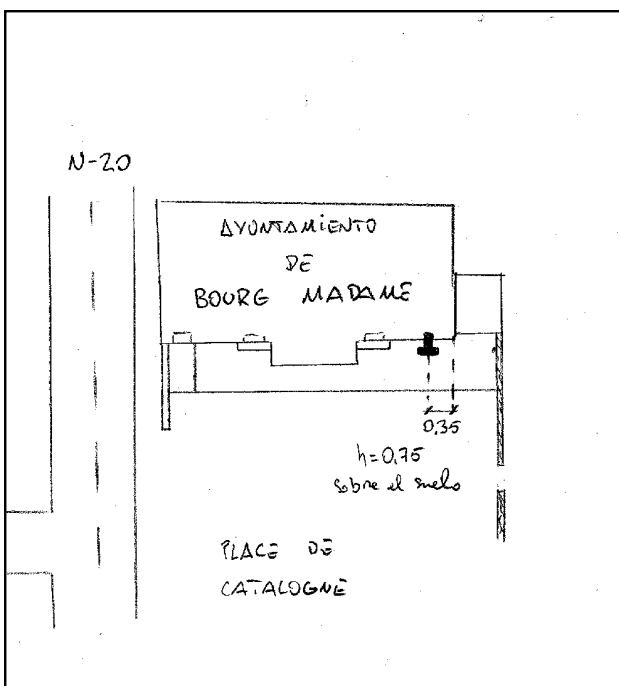 N-20
AYUNTAMIENTO
DE
BOURG MADAME
0,35
h=0,75
sobre el suelo
PLACE DE
CATALOGNE